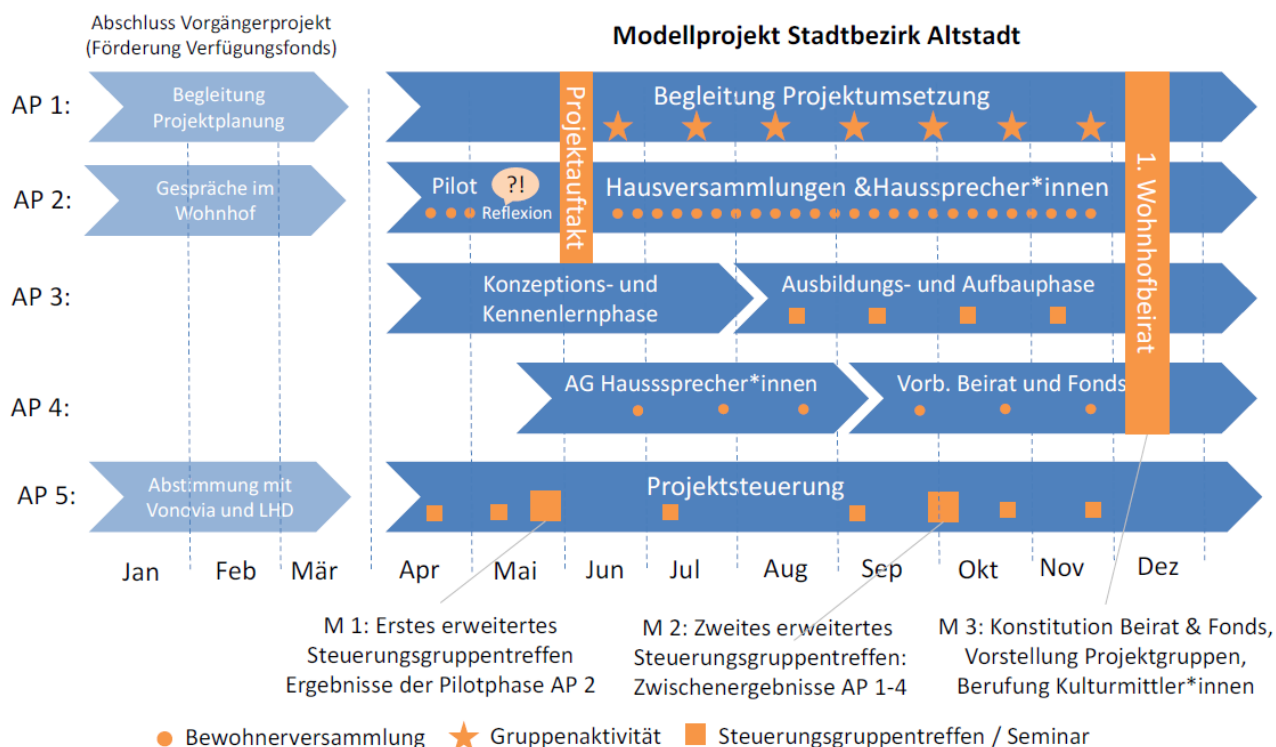 Abschluss Vorgängerprojekt
(Förderung Verfügungsfonds)
Modellprojekt Stadtbezirk Altstadt
AP 1:
Begleitung
Projektplanung
Projektauftakt
Begleitung Projektumsetzung
1. Wohnhofbeirat
AP 2:
Gespräche im
Wohnhof
Pilot
?!
Reflexion
Hausversammlungen &Haussprecher*innen
AP 3:
Konzeptions- und
Kennenlernphase
Ausbildungs- und Aufbauphase
AP 4:
AG Hausssprecher*innen
Vorb. Beirat und Fonds
AP 5:
Abstimmung mit
Vonovia und LHD
Projektsteuerung
Jan Feb Mär Apr Mai Jun Jul Aug Sep Okt Nov Dez
M 1: Erstes erweitertes
Steuerungsgruppentreffen
Ergebnisse der Pilotphase AP 2
M 2: Zweites erweitertes
Steuerungsgruppentreffen:
Zwischenergebnisse AP 1-4
M 3: Konstitution Beirat & Fonds,
Vorstellung Projektgruppen,
Berufung Kulturmittler*innen
Bewohnerversammlung
Gruppenaktivität
Steuerungsgruppentreffen / Seminar